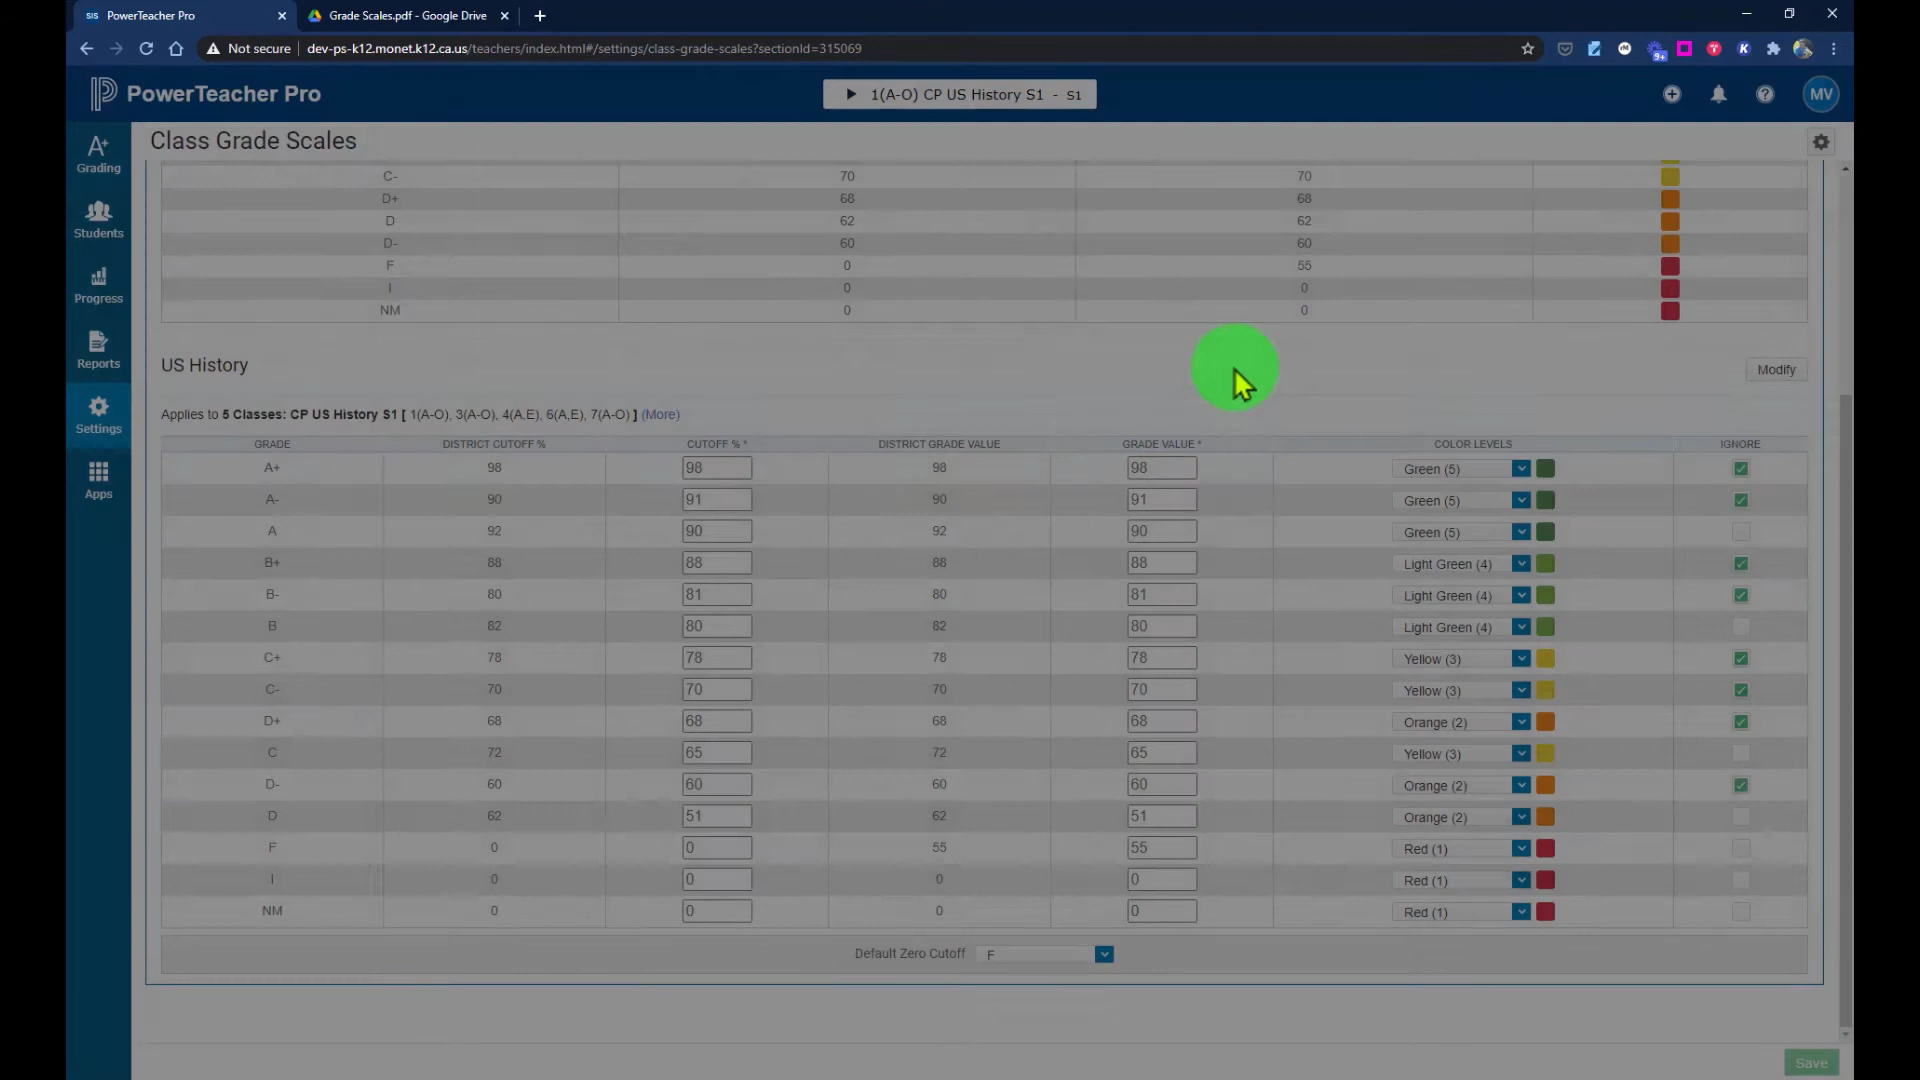 SIS PowerTeacher Pro
Grade Scales.pdf - Google Drive
Not secure dev-ps-k12.monet.k12.ca.us/teachers/index.html#/settings/class-grade-scales?sectionId=315069
9+
K
PowerTeacher Pro
1(A-O) CP US History S1 - S1
MV
Class Grade Scales
A+
Grading
Students
Progress
Reports
Settings
Apps
C- 70 70
D+ 68 68
D 62 62
D- 60 60
F 0 55
I 0 0
NM 0 0
US History
Modify
Applies to 5 Classes: CP US History S1 [ 1(A-O), 3(A-O), 4(A,E), 6(A,E), 7(A-O) ] (More)
GRADE DISTRICT CUTOFF % CUTOFF % * DISTRICT GRADE VALUE GRADE VALUE * COLOR LEVELS IGNORE
A+ 98 98 98 98 Green (5)
A- 90 91 90 91 Green (5)
A 92 90 92 90 Green (5)
B+ 88 88 88 88 Light Green (4)
B- 80 81 80 81 Light Green (4)
B 82 80 82 80 Light Green (4)
C+ 78 78 78 78 Yellow (3)
C- 70 70 70 70 Yellow (3)
D+ 68 68 68 68 Orange (2)
C 72 65 72 65 Yellow (3)
D- 60 60 60 60 Orange (2)
D 62 51 62 51 Orange (2)
F 0 0 55 55 Red (1)
I 0 0 0 0 Red (1)
NM 0 0 0 0 Red (1)
Default Zero Cutoff F
Save